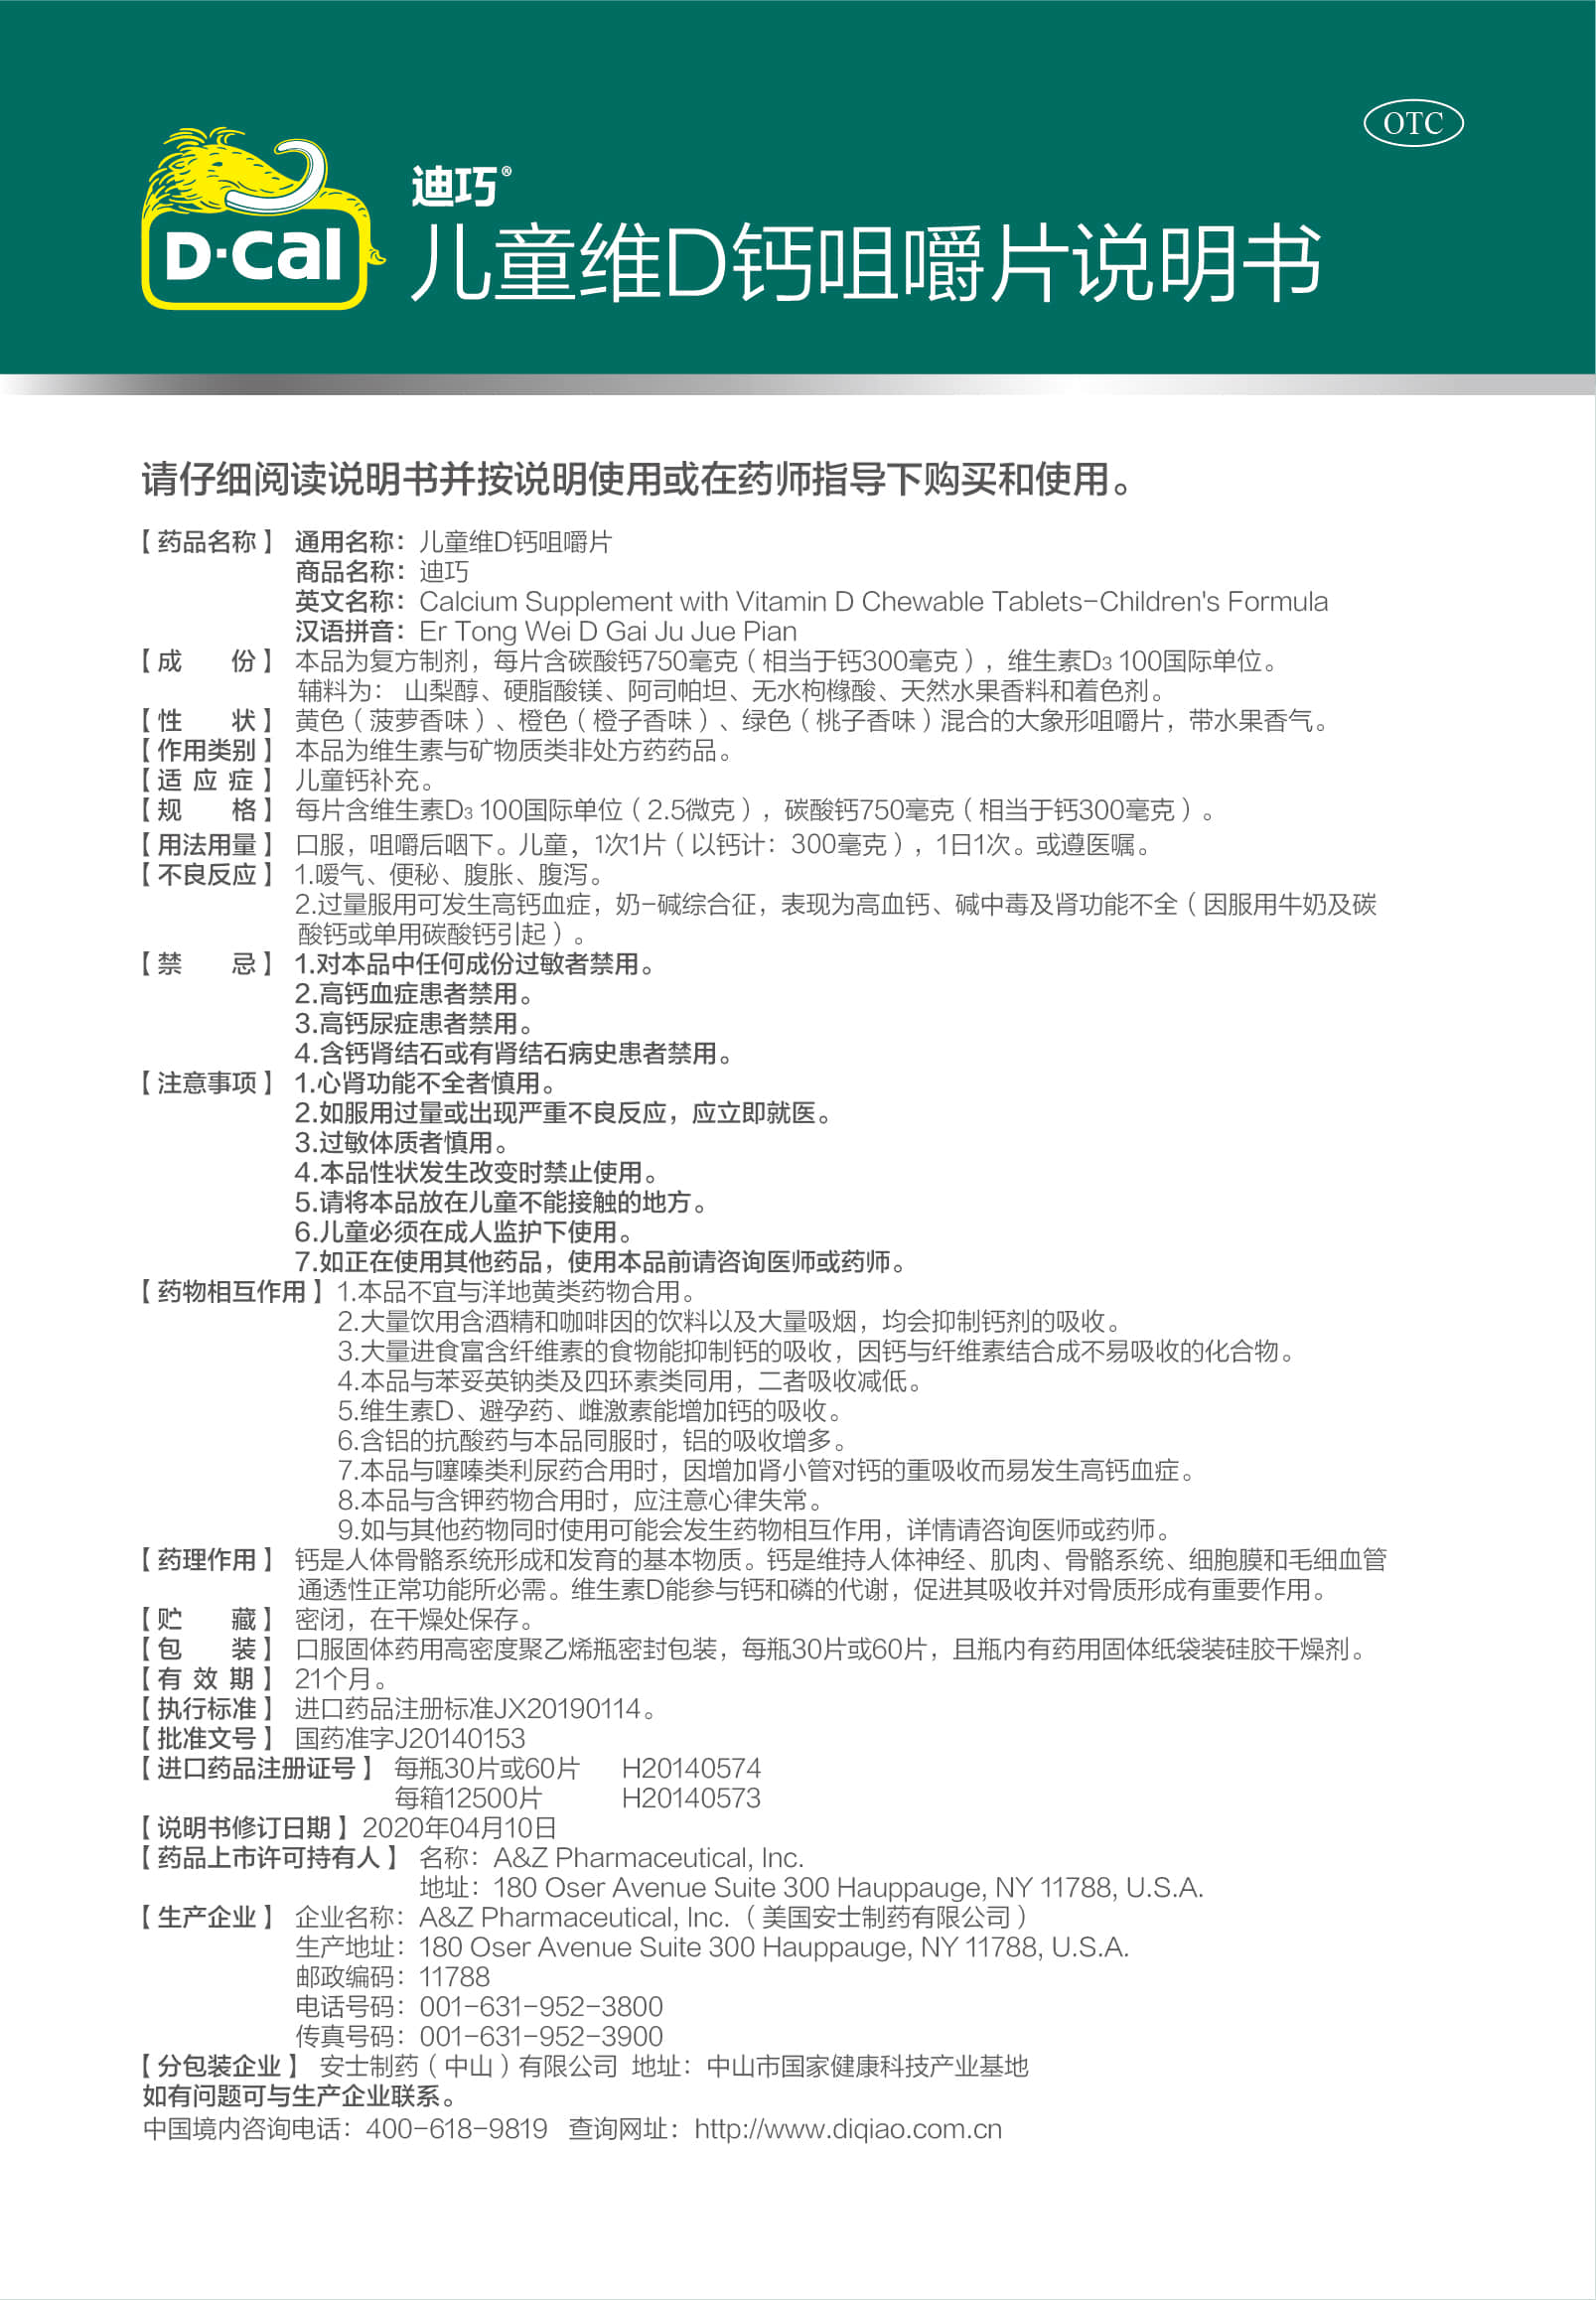 OTC
迪巧®
D·Cal
儿童维D钙咀嚼片说明书
请仔细阅读说明书并按说明使用或在药师指导下购买和使用。
【药品名称】 通用名称：儿童维D钙咀嚼片
商品名称：迪巧
英文名称：Calcium Supplement with Vitamin D Chewable Tablets-Children's Formula
汉语拼音：Er Tong Wei D Gai Ju Jue Pian
【成　　份】 本品为复方制剂，每片含碳酸钙750毫克（相当于钙300毫克），维生素D3 100国际单位。
辅料为： 山梨醇、硬脂酸镁、阿司帕坦、无水枸橼酸、天然水果香料和着色剂。
【性　　状】 黄色（菠萝香味）、橙色（橙子香味）、绿色（桃子香味）混合的大象形咀嚼片，带水果香气。
【作用类别】 本品为维生素与矿物质类非处方药药品。
【适 应 症】 儿童钙补充。
【规　　格】 每片含维生素D3 100国际单位（2.5微克），碳酸钙750毫克（相当于钙300毫克）。
【用法用量】 口服，咀嚼后咽下。儿童，1次1片（以钙计：300毫克），1日1次。或遵医嘱。
【不良反应】 1.嗳气、便秘、腹胀、腹泻。
2.过量服用可发生高钙血症，奶-碱综合征，表现为高血钙、碱中毒及肾功能不全（因服用牛奶及碳
酸钙或单用碳酸钙引起）。
【禁　　忌】 1.对本品中任何成份过敏者禁用。
2.高钙血症患者禁用。
3.高钙尿症患者禁用。
4.含钙肾结石或有肾结石病史患者禁用。
【注意事项】 1.心肾功能不全者慎用。
2.如服用过量或出现严重不良反应，应立即就医。
3.过敏体质者慎用。
4.本品性状发生改变时禁止使用。
5.请将本品放在儿童不能接触的地方。
6.儿童必须在成人监护下使用。
7.如正在使用其他药品，使用本品前请咨询医师或药师。
【药物相互作用】 1.本品不宜与洋地黄类药物合用。
2.大量饮用含酒精和咖啡因的饮料以及大量吸烟，均会抑制钙剂的吸收。
3.大量进食富含纤维素的食物能抑制钙的吸收，因钙与纤维素结合成不易吸收的化合物。
4.本品与苯妥英钠类及四环素类同用，二者吸收减低。
5.维生素D、避孕药、雌激素能增加钙的吸收。
6.含铝的抗酸药与本品同服时，铝的吸收增多。
7.本品与噻嗪类利尿药合用时，因增加肾小管对钙的重吸收而易发生高钙血症。
8.本品与含钾药物合用时，应注意心律失常。
9.如与其他药物同时使用可能会发生药物相互作用，详情请咨询医师或药师。
【药理作用】 钙是人体骨骼系统形成和发育的基本物质。钙是维持人体神经、肌肉、骨骼系统、细胞膜和毛细血管
通透性正常功能所必需。维生素D能参与钙和磷的代谢，促进其吸收并对骨质形成有重要作用。
【贮　　藏】 密闭，在干燥处保存。
【包　　装】 口服固体药用高密度聚乙烯瓶密封包装，每瓶30片或60片，且瓶内有药用固体纸袋装硅胶干燥剂。
【有 效 期】 21个月。
【执行标准】 进口药品注册标准JX20190114。
【批准文号】 国药准字J20140153
【进口药品注册证号】 每瓶30片或60片 H20140574
每箱12500片 H20140573
【说明书修订日期】 2020年04月10日
【药品上市许可持有人】 名称：A&Z Pharmaceutical, Inc.
地址：180 Oser Avenue Suite 300 Hauppauge, NY 11788, U.S.A.
【生产企业】 企业名称：A&Z Pharmaceutical, Inc.（美国安士制药有限公司）
生产地址：180 Oser Avenue Suite 300 Hauppauge, NY 11788, U.S.A.
邮政编码：11788
电话号码：001-631-952-3800
传真号码：001-631-952-3900
【分包装企业】 安士制药（中山）有限公司 地址：中山市国家健康科技产业基地
如有问题可与生产企业联系。
中国境内咨询电话：400-618-9819 查询网址：http://www.diqiao.com.cn